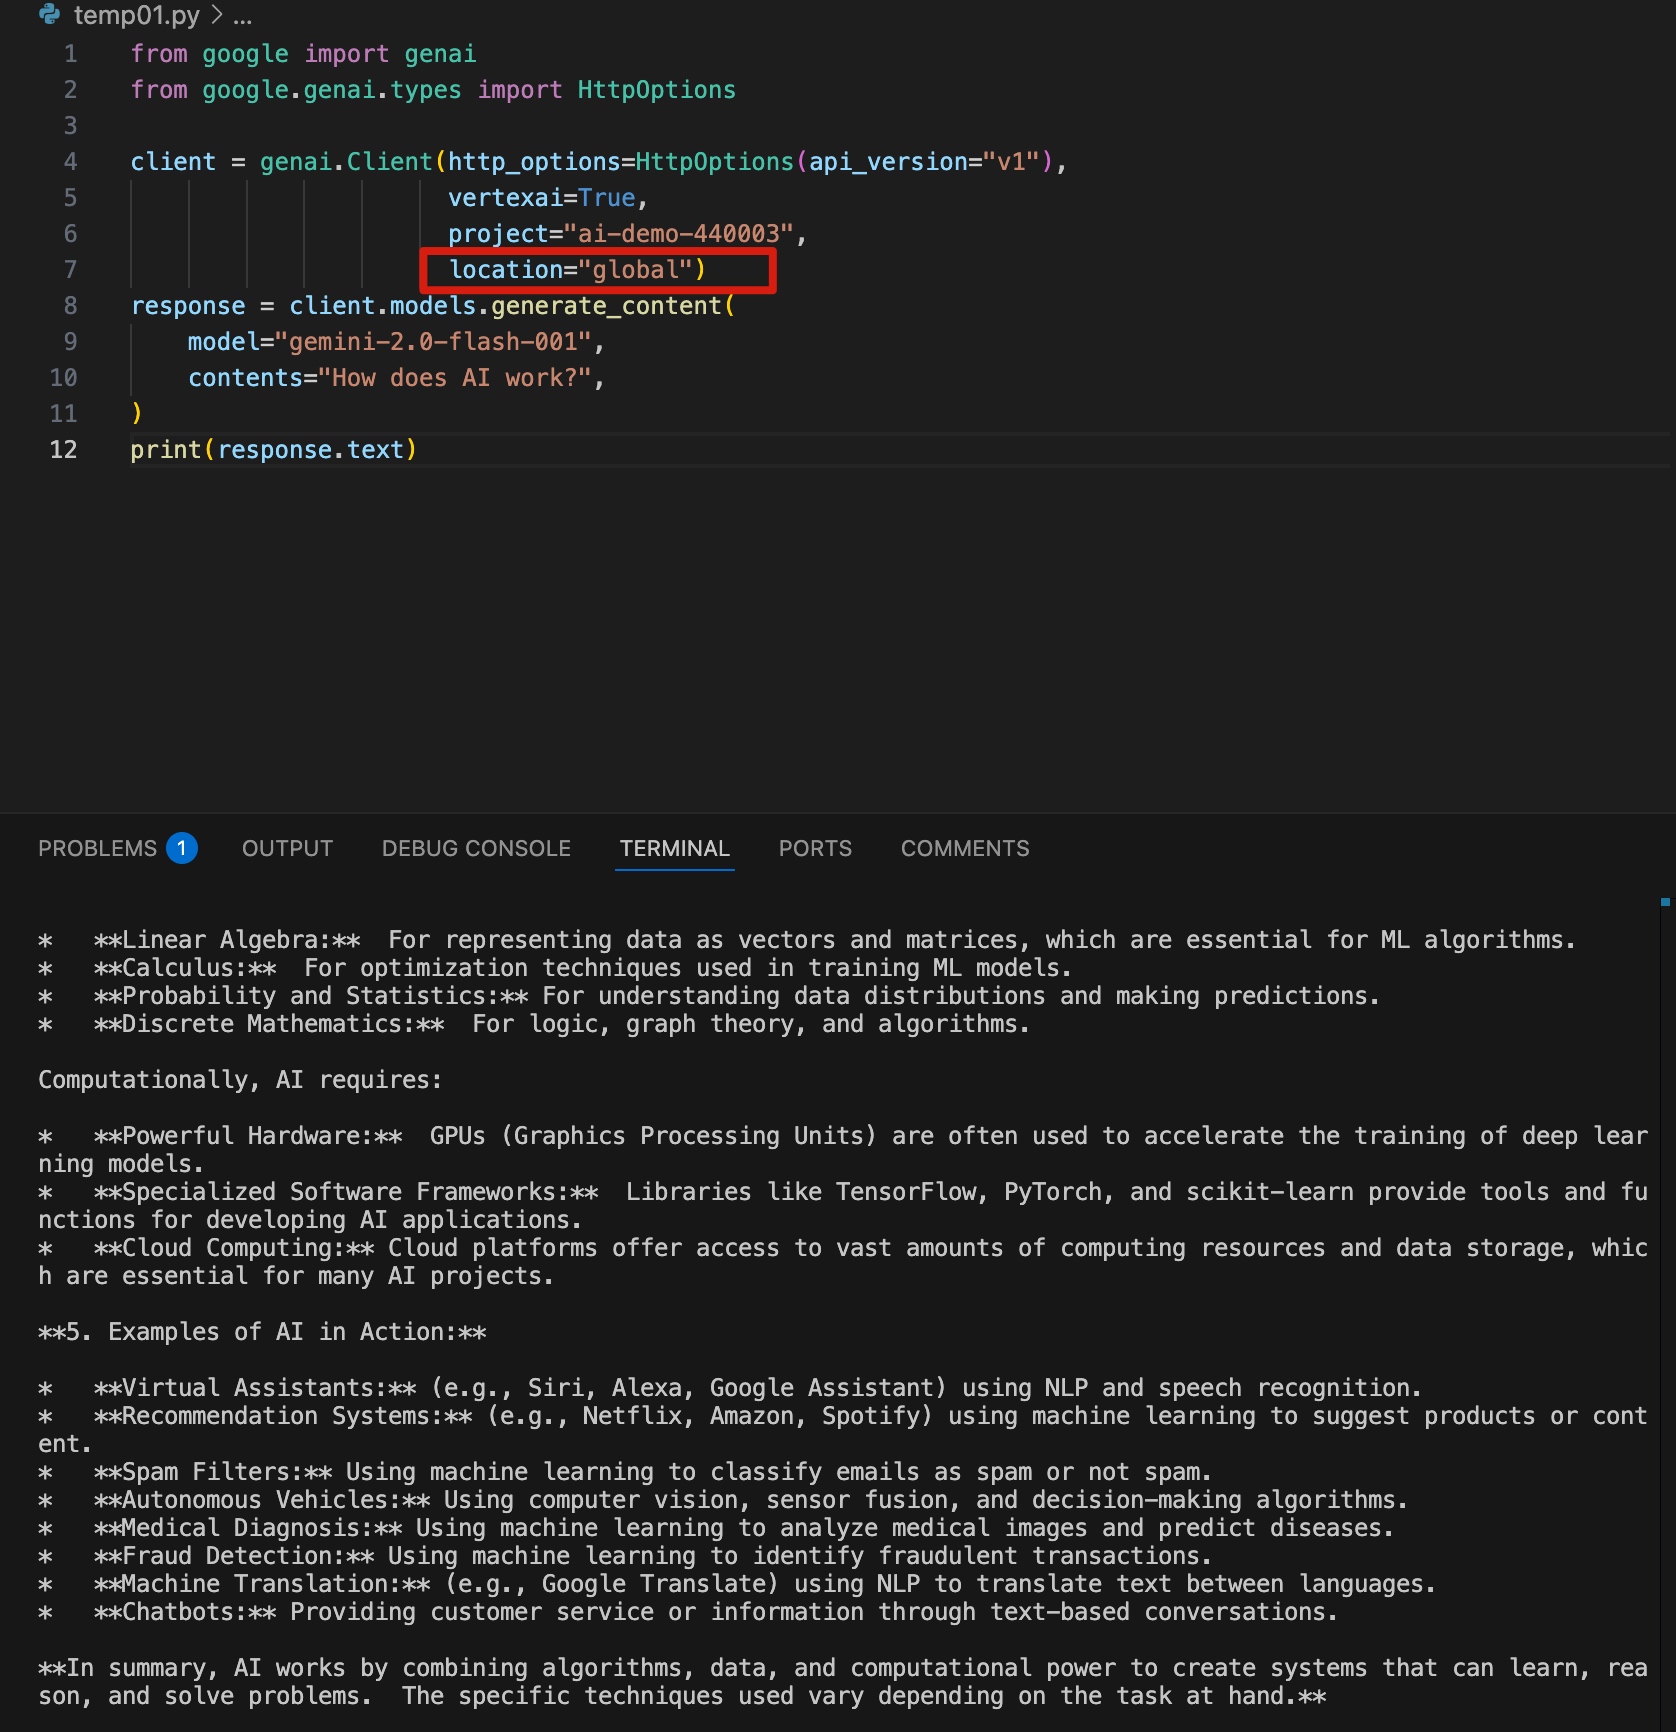 temp01.py > ...
1 from google import genai
2 from google.genai.types import HttpOptions
3
4 client = genai.Client(http_options=HttpOptions(api_version="v1"),
5 vertexai=True,
6 project="ai-demo-440003",
7 location="global")
8 response = client.models.generate_content(
9 model="gemini-2.0-flash-001",
10 contents="How does AI work?",
11 )
12 print(response.text)
PROBLEMS 1 OUTPUT DEBUG CONSOLE TERMINAL PORTS COMMENTS
* **Linear Algebra:** For representing data as vectors and matrices, which are essential for ML algorithms.
* **Calculus:** For optimization techniques used in training ML models.
* **Probability and Statistics:** For understanding data distributions and making predictions.
* **Discrete Mathematics:** For logic, graph theory, and algorithms.
Computationally, AI requires:
* **Powerful Hardware:** GPUs (Graphics Processing Units) are often used to accelerate the training of deep lear
ning models.
* **Specialized Software Frameworks:** Libraries like TensorFlow, PyTorch, and scikit-learn provide tools and fu
nctions for developing AI applications.
* **Cloud Computing:** Cloud platforms offer access to vast amounts of computing resources and data storage, whic
h are essential for many AI projects.
**5. Examples of AI in Action:**
* **Virtual Assistants:** (e.g., Siri, Alexa, Google Assistant) using NLP and speech recognition.
* **Recommendation Systems:** (e.g., Netflix, Amazon, Spotify) using machine learning to suggest products or cont
ent.
* **Spam Filters:** Using machine learning to classify emails as spam or not spam.
* **Autonomous Vehicles:** Using computer vision, sensor fusion, and decision-making algorithms.
* **Medical Diagnosis:** Using machine learning to analyze medical images and predict diseases.
* **Fraud Detection:** Using machine learning to identify fraudulent transactions.
* **Machine Translation:** (e.g., Google Translate) using NLP to translate text between languages.
* **Chatbots:** Providing customer service or information through text-based conversations.
**In summary, AI works by combining algorithms, data, and computational power to create systems that can learn, rea
son, and solve problems. The specific techniques used vary depending on the task at hand.**